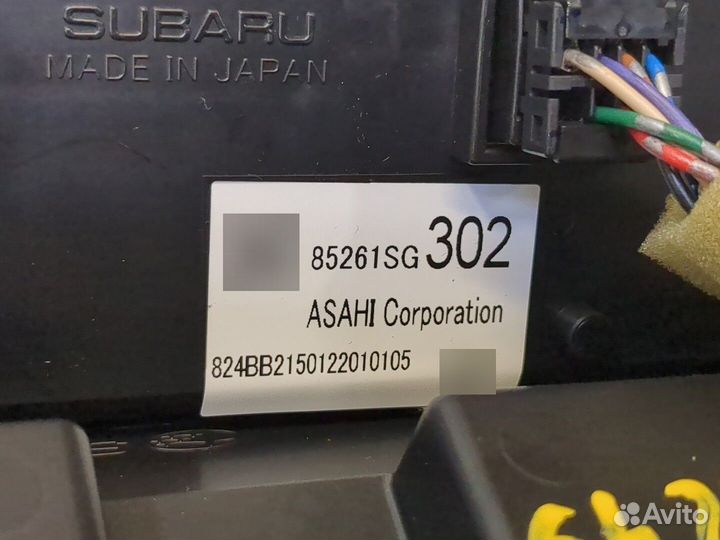 SUBARU
MADE IN JAPAN
85261SG 302
ASAHI Corporation
824BB2150122010105
Avito